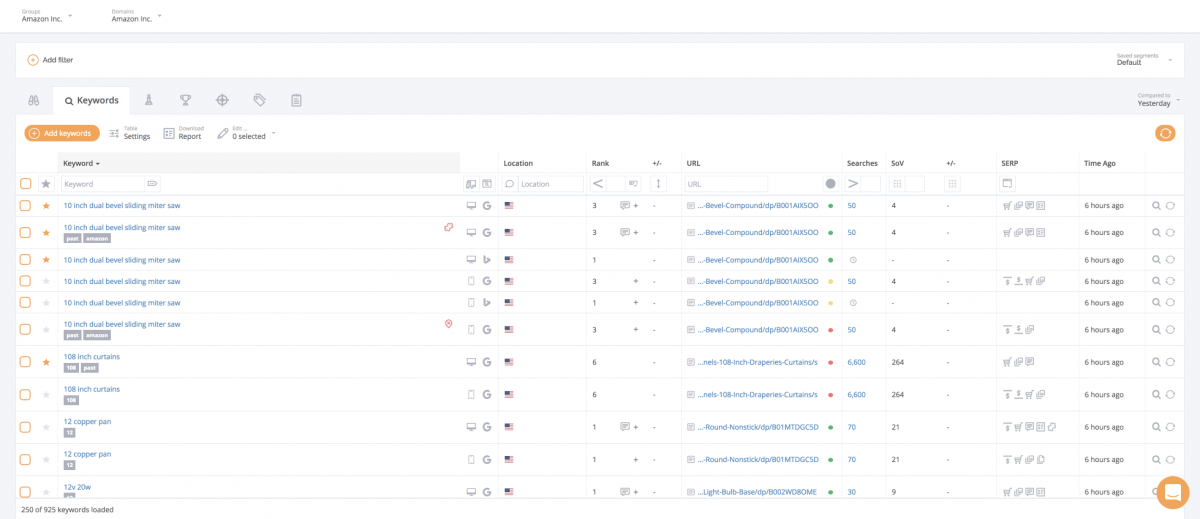 Groups Domains
Amazon Inc. Amazon Inc.
Add filter
Saved segments
Default
Keywords
Compared to
Yesterday
Add keywords Table Settings Download Report Edit ... 0 selected
Keyword Location Rank +/- URL Searches SoV +/- SERP Time Ago
Keyword Location URL
10 inch dual bevel sliding miter saw 3 + - ...-Bevel-Compound/dp/B001AIX5OO 50 4 - 6 hours ago
10 inch dual bevel sliding miter saw 3 + - ...-Bevel-Compound/dp/B001AIX5OO 50 4 - 6 hours ago
past amazon
10 inch dual bevel sliding miter saw 1 - ...-Bevel-Compound/dp/B001AIX5OO - - 6 hours ago
10 inch dual bevel sliding miter saw 3 + - ...-Bevel-Compound/dp/B001AIX5OO 50 4 - 6 hours ago
10 inch dual bevel sliding miter saw 1 + - ...-Bevel-Compound/dp/B001AIX5OO - - 6 hours ago
10 inch dual bevel sliding miter saw 3 + - ...-Bevel-Compound/dp/B001AIX5OO 50 4 - 6 hours ago
past amazon
108 inch curtains 6 - ...nels-108-Inch-Draperies-Curtains/s 6,600 264 - 6 hours ago
108 past
108 inch curtains 6 - ...nels-108-Inch-Draperies-Curtains/s 6,600 264 - 6 hours ago
108
12 copper pan 1 + - ...-Round-Nonstick/dp/B01MTDGC5D 70 21 - 6 hours ago
12
12 copper pan 1 + - ...-Round-Nonstick/dp/B01MTDGC5D 70 21 - 6 hours ago
12
12v 20w 1 + - ...Light-Bulb-Base/dp/B002WD8OME 30 9 - 6 hours ago
250 of 925 keywords loaded